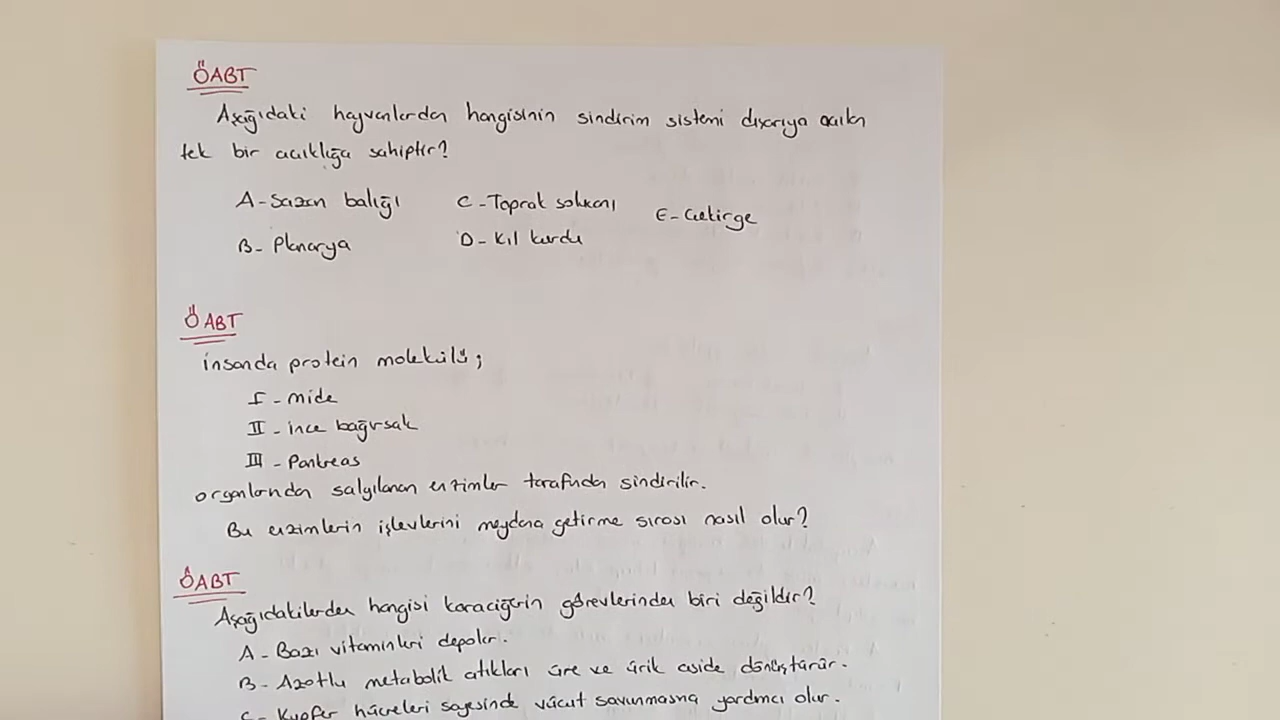 ÖABT
Aşağıdaki hayvanlardan hangisinin sindirim sistemi dışarıya açılan
tek bir açıklığa sahiptir?
A-Sazan balığı C-Toprak solucanı E-Çekirge
B-Planarya D-Kıl kurdu
ÖABT
İnsanda protein molekülü;
I-mide
II-ince bağırsak
III-Pankreas
organlarından salgılanan enzimler tarafından sindirilir.
Bu enzimlerin işlevlerini meydana getirme sırası nasıl olur?
ÖABT
Aşağıdakilerden hangisi karaciğerin görevlerinden biri değildir?
A-Bazı vitaminleri depolar.
B-Azotlu metabolik atıkları üre ve ürik aside dönüştürür.
C-Kupfer hücreleri sayesinde vücut savunmasına yardımcı olur.